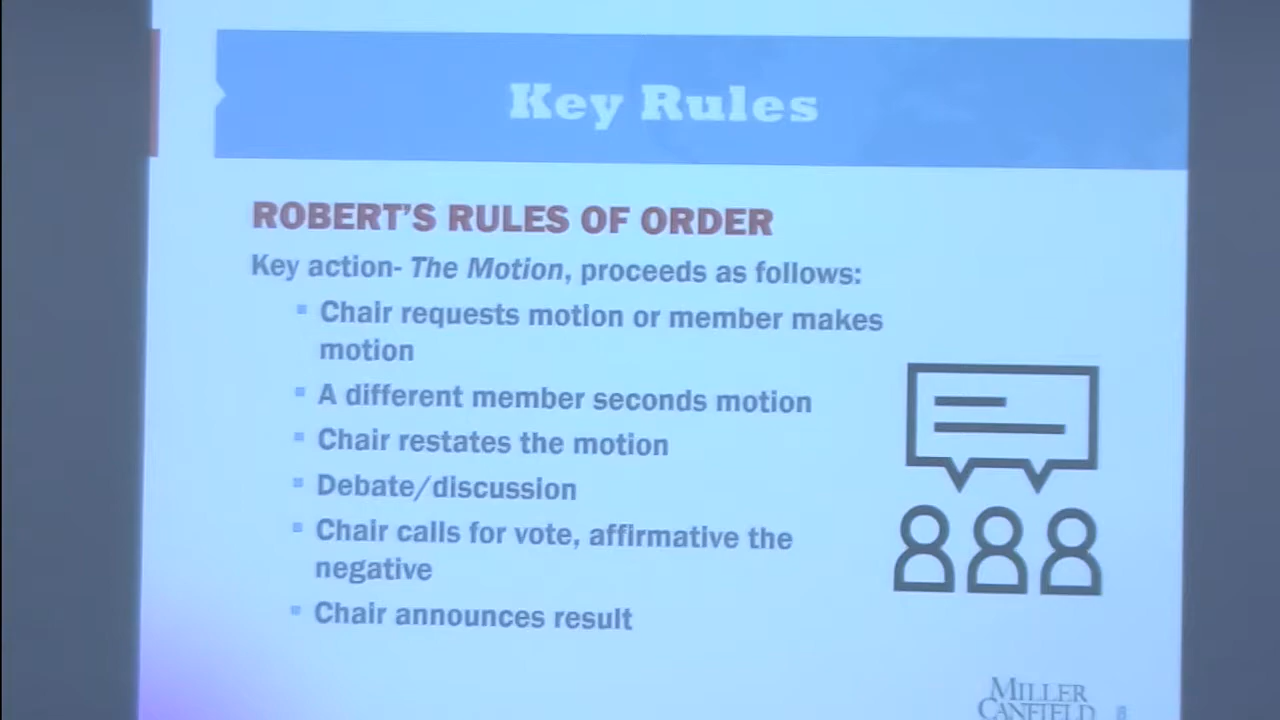 Key Rules
ROBERT'S RULES OF ORDER
Key action- The Motion, proceeds as follows:
Chair requests motion or member makes
motion
A different member seconds motion
Chair restates the motion
Debate/discussion
Chair calls for vote, affirmative the
negative
Chair announces result
MILLER
CANFIELD